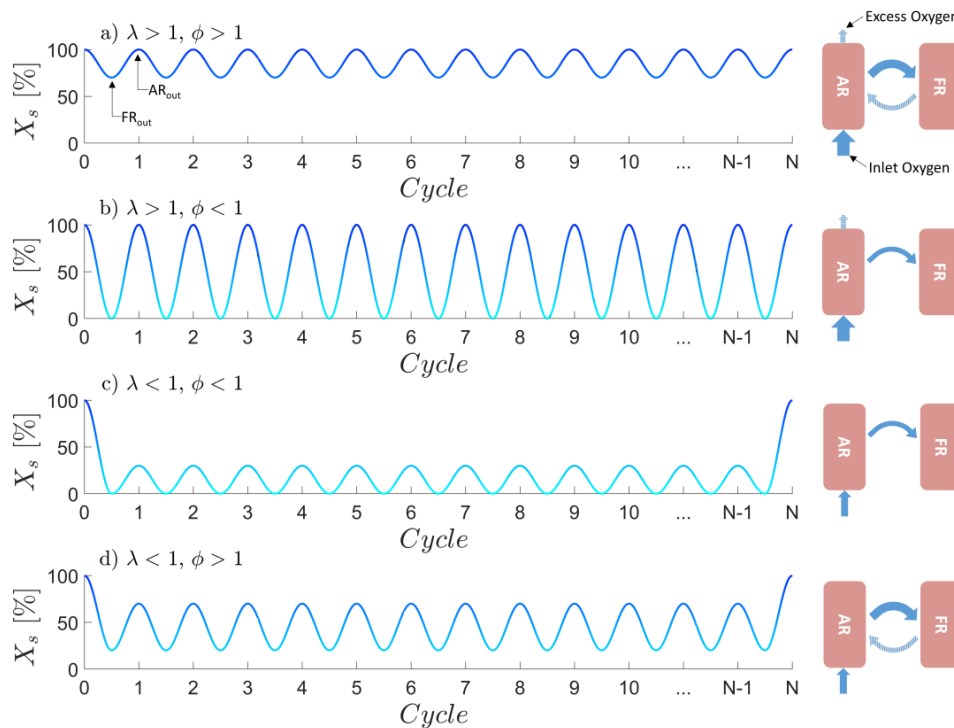 a) λ > 1, ϕ > 1
Excess Oxygen
X_s [%]
100
50
0
FR_out
AR_out
0 1 2 3 4 5 6 7 8 9 10 ... N-1 N
Cycle
AR
FR
Inlet Oxygen
b) λ > 1, ϕ < 1
X_s [%]
100
50
0
0 1 2 3 4 5 6 7 8 9 10 ... N-1 N
Cycle
AR
FR
c) λ < 1, ϕ < 1
X_s [%]
100
50
0
0 1 2 3 4 5 6 7 8 9 10 ... N-1 N
Cycle
AR
FR
d) λ < 1, ϕ > 1
X_s [%]
100
50
0
0 1 2 3 4 5 6 7 8 9 10 ... N-1 N
Cycle
AR
FR